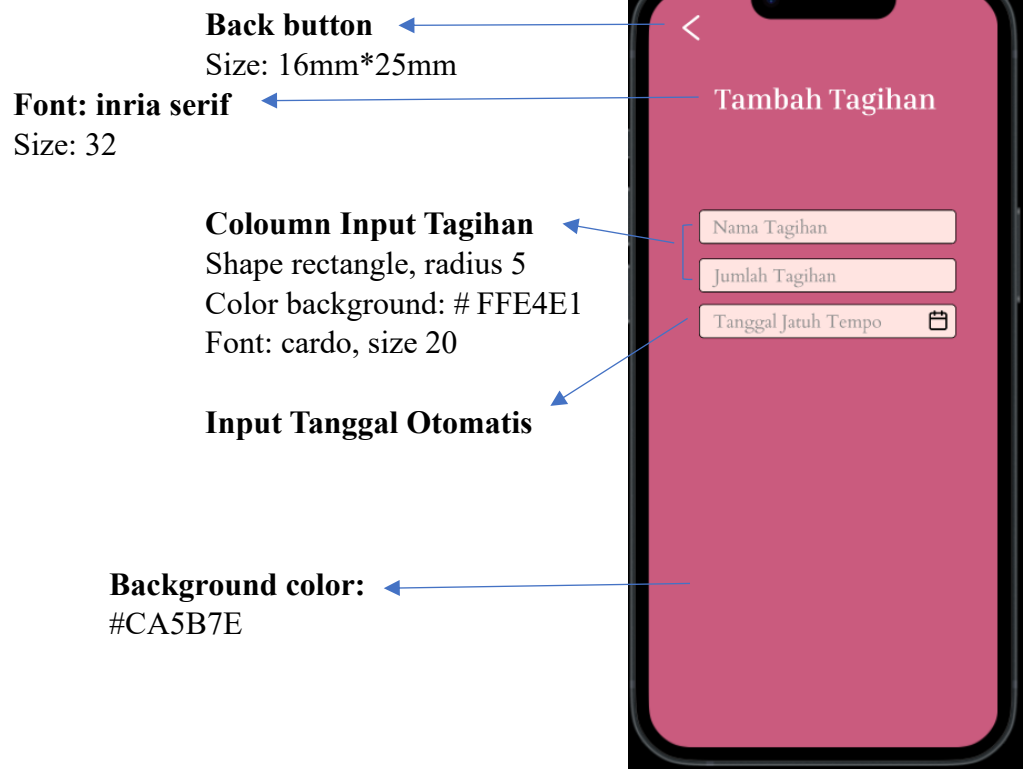 Back button
Size: 16mm*25mm
Font: inria serif
Size: 32
Coloumn Input Tagihan
Shape rectangle, radius 5
Color background: # FFE4E1
Font: cardo, size 20
Input Tanggal Otomatis
Background color:
#CA5B7E
Tambah Tagihan
Nama Tagihan
Jumlah Tagihan
Tanggal Jatuh Tempo